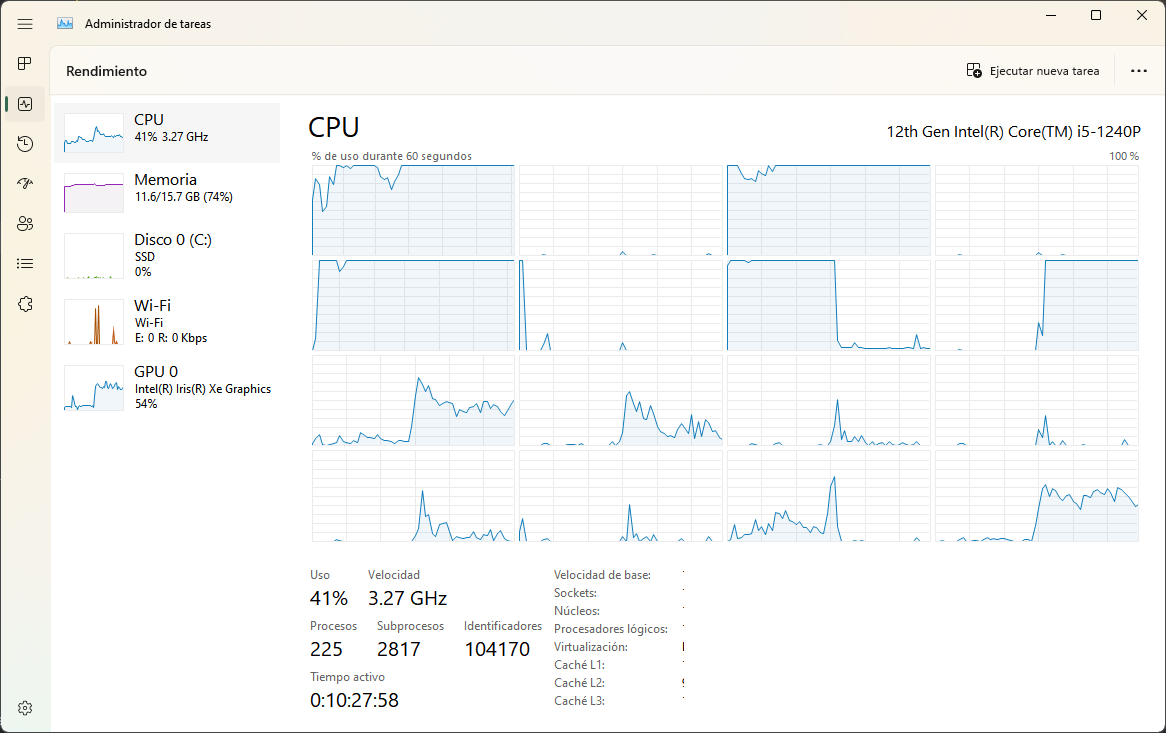 Administrador de tareas
Rendimiento
Ejecutar nueva tarea
CPU
41% 3.27 GHz
Memoria
11.6/15.7 GB (74%)
Disco 0 (C:)
SSD
0%
Wi-Fi
Wi-Fi
E: 0 R: 0 Kbps
GPU 0
Intel(R) Iris(R) Xe Graphics
54%
CPU
12th Gen Intel(R) Core(TM) i5-1240P
% de uso durante 60 segundos
100 %
Uso
Velocidad
41%
3.27 GHz
Procesos
Subprocesos
Identificadores
225
2817
104170
Tiempo activo
0:10:27:58
Velocidad de base:
Sockets:
Núcleos:
Procesadores lógicos:
Virtualización:
Caché L1:
Caché L2:
Caché L3: